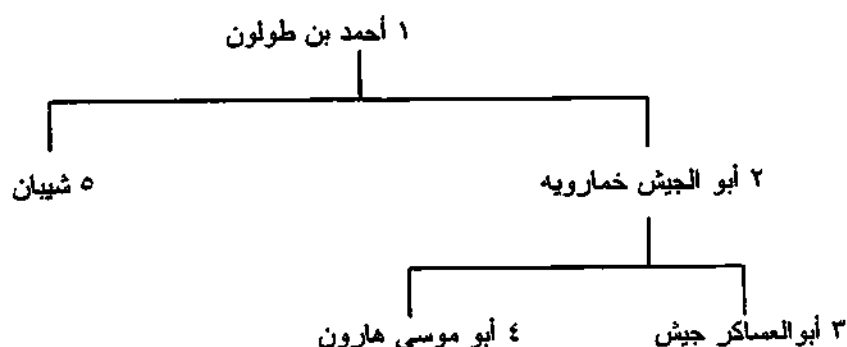 ١ أحمد بن طولون
٢ أبو الجيش خمارويه
٥ شيبان
٣ أبوالعساكر جيش
٤ أبو موسى هارون